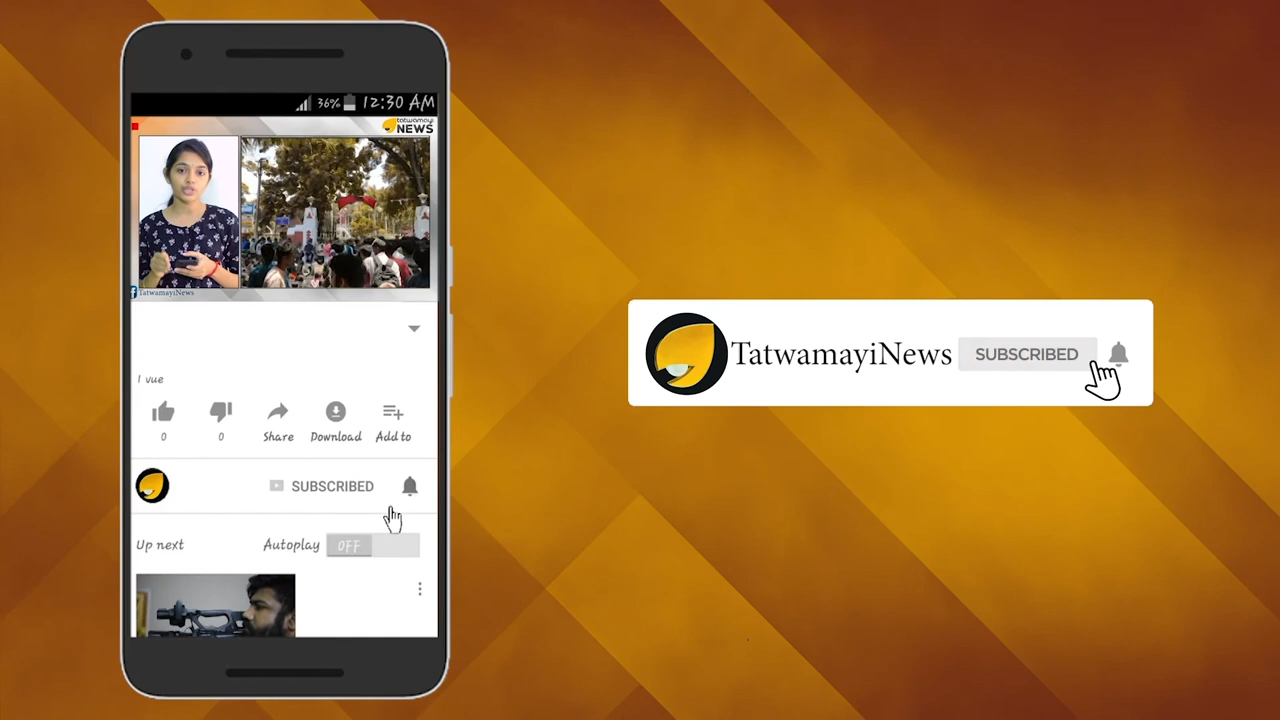 36% 12:30 AM
tatwamayi
NEWS
TatwamayiNews
1 vue
0 0 Share Download Add to
SUBSCRIBED
Up next Autoplay OFF
TatwamayiNews SUBSCRIBED